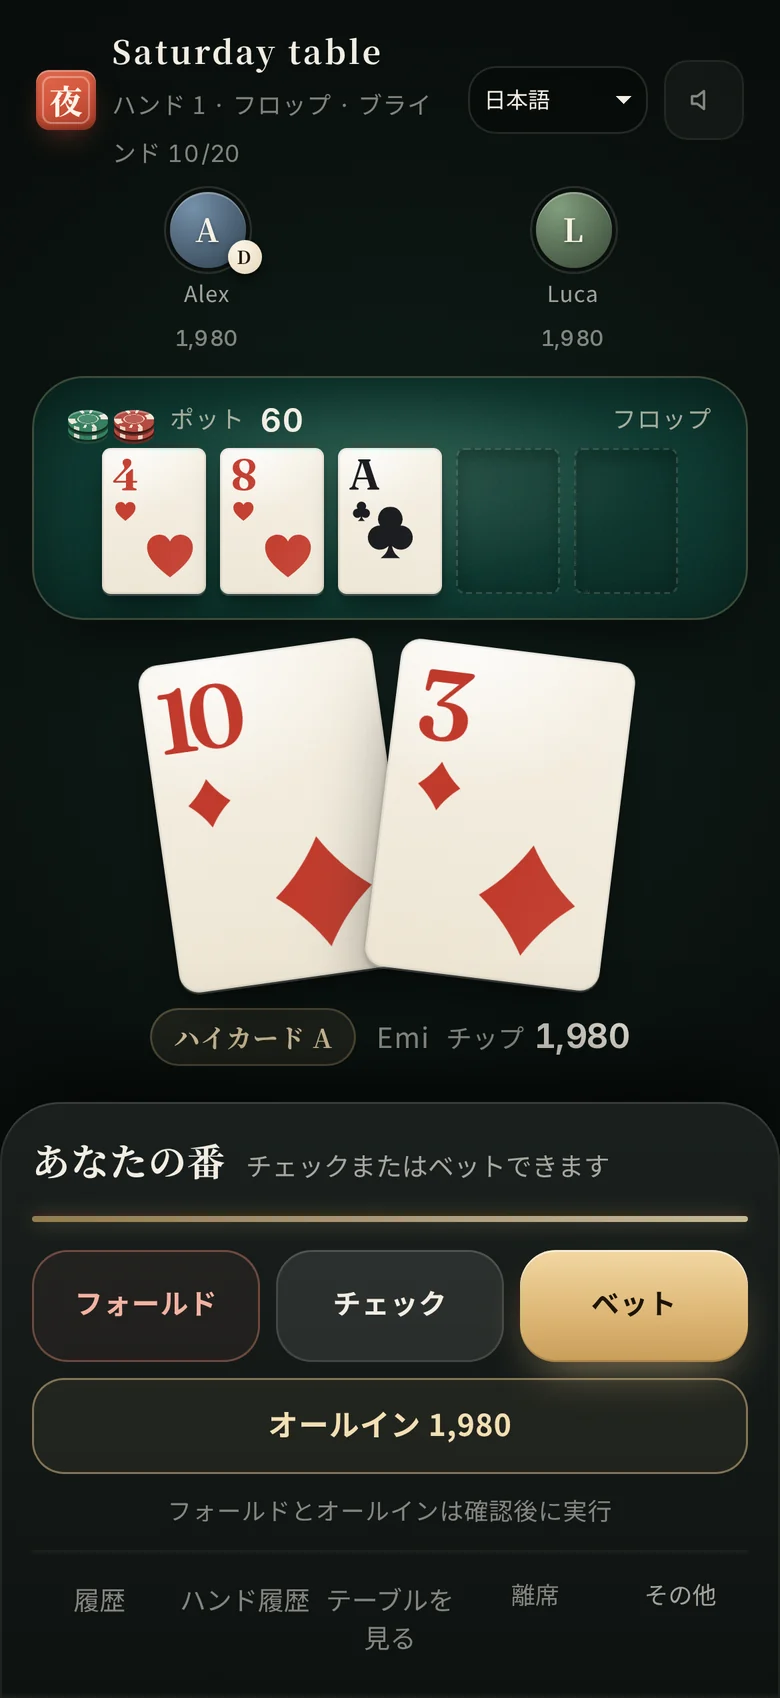 Saturday table
夜
ハンド 1 · フロップ · ブライ
ンド 10/20
日本語
A
D
Alex
1,980
L
Luca
1,980
ポット 60
フロップ
4
8
A
10
3
ハイカード A
Emi チップ 1,980
あなたの番 チェックまたはベットできます
フォールド
チェック
ベット
オールイン 1,980
フォールドとオールインは確認後に実行
履歴
ハンド履歴
テーブルを
見る
離席
その他